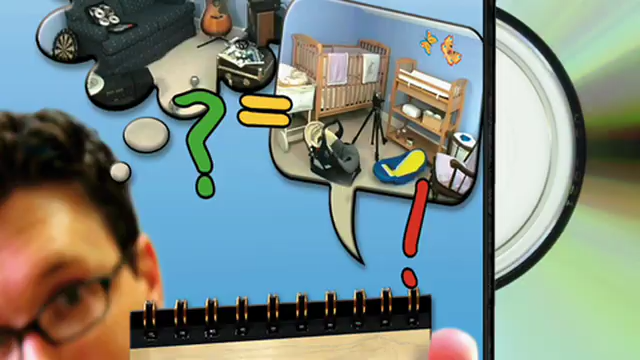 ? = !